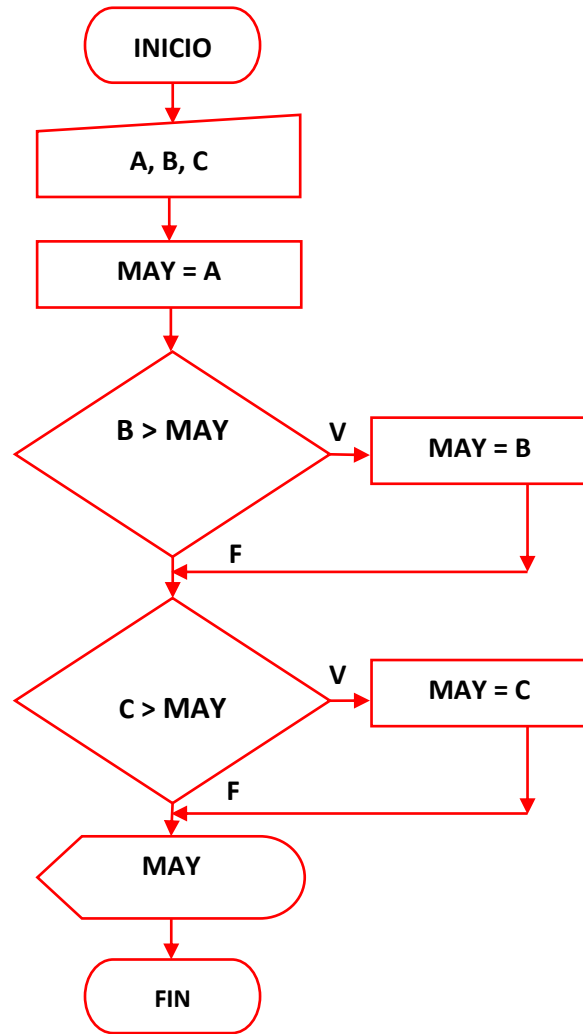 INICIO
A, B, C
MAY = A
B > MAY
V
MAY = B
F
C > MAY
V
MAY = C
F
MAY
FIN